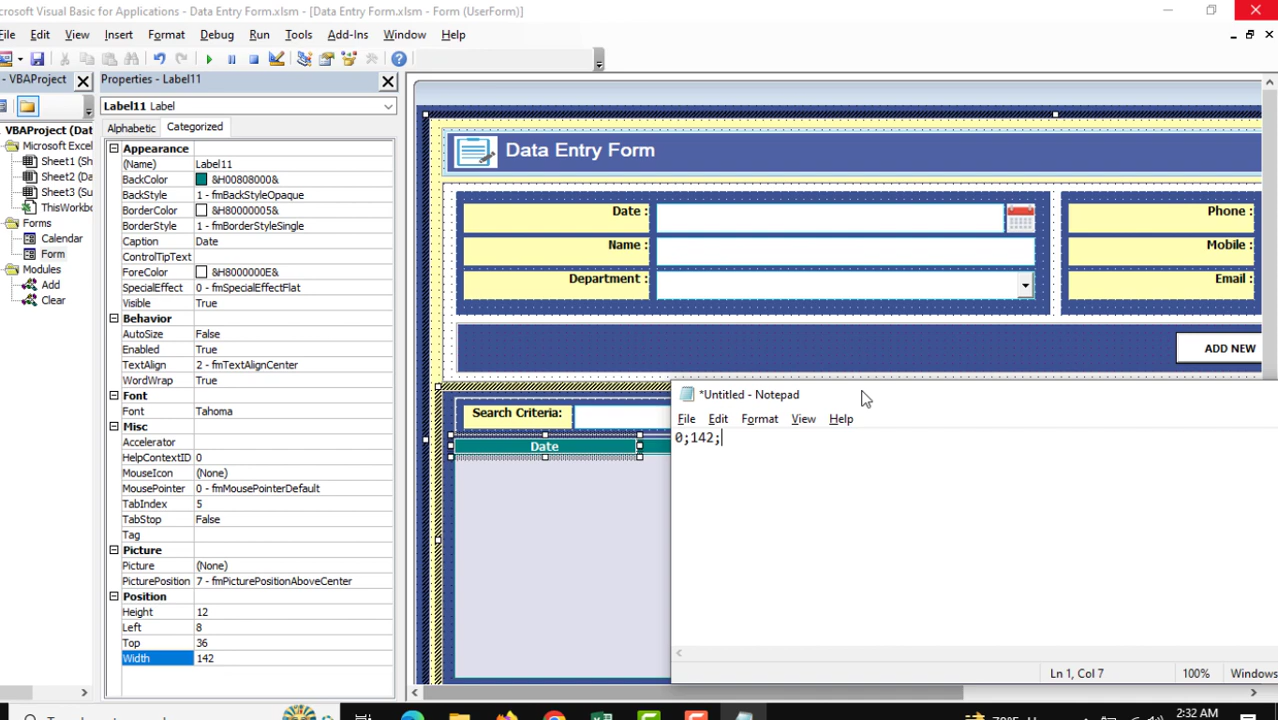 Microsoft Visual Basic for Applications - Data Entry Form.xlsm - [Data Entry Form.xlsm - Form (UserForm)]
File Edit View Insert Format Debug Run Tools Add-Ins Window Help
- VBAProject
Properties - Label11
Label11 Label
Alphabetic Categorized
VBAProject (Dat
Microsoft Exce
Sheet1 (Sh
Sheet2 (Da
Sheet3 (Su
ThisWorkb
Forms
Calendar
Form
Modules
Add
Clear
Appearance
(Name) Label11
BackColor &H00808000&
BackStyle 1 - fmBackStyleOpaque
BorderColor &H80000005&
BorderStyle 1 - fmBorderStyleSingle
Caption Date
ControlTipText
ForeColor &H8000000E&
SpecialEffect 0 - fmSpecialEffectFlat
Visible True
Behavior
AutoSize False
Enabled True
TextAlign 2 - fmTextAlignCenter
WordWrap True
Font
Font Tahoma
Misc
Accelerator
HelpContextID 0
MouseIcon (None)
MousePointer 0 - fmMousePointerDefault
TabIndex 5
TabStop False
Tag
Picture
Picture (None)
PicturePosition 7 - fmPicturePositionAboveCenter
Position
Height 12
Left 8
Top 36
Width 142
Data Entry Form
Date : Phone :
Name : Mobile :
Department : Email :
ADD NEW
Search Criteria:
Date
*Untitled - Notepad
File Edit Format View Help
0;142;
Ln 1, Col 7 100% Windows
2:32 AM